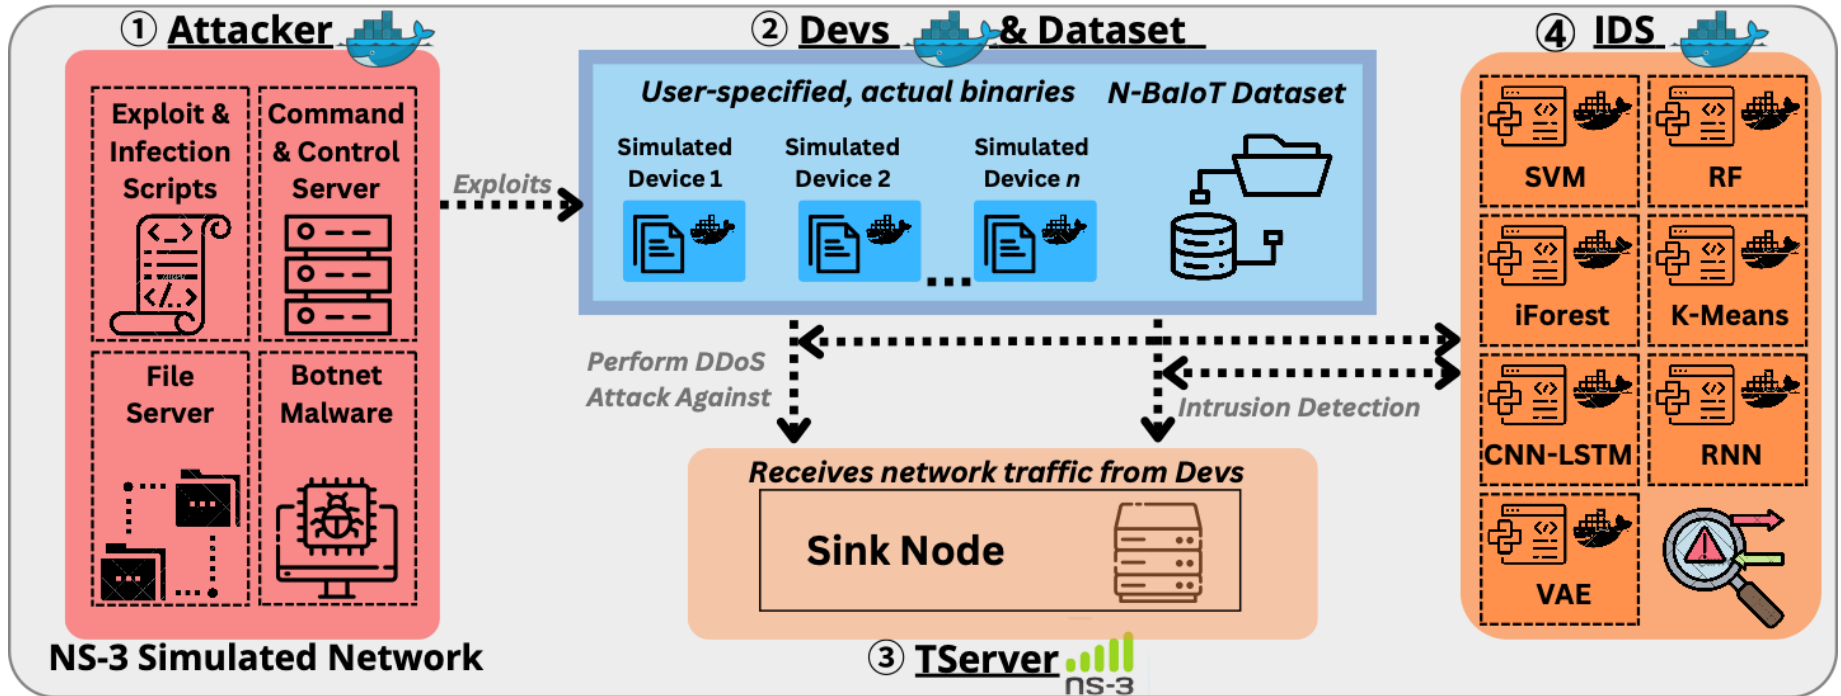 ① Attacker
② Devs & Dataset
④ IDS
Exploit &
Infection
Scripts
Command
& Control
Server
File
Server
Botnet
Malware
NS-3 Simulated Network
Exploits
User-specified, actual binaries
N-BaIoT Dataset
Simulated
Device 1
Simulated
Device 2
Simulated
Device n
...
Perform DDoS
Attack Against
Intrusion Detection
Receives network traffic from Devs
Sink Node
③ TServer
NS-3
SVM
RF
iForest
K-Means
CNN-LSTM
RNN
VAE